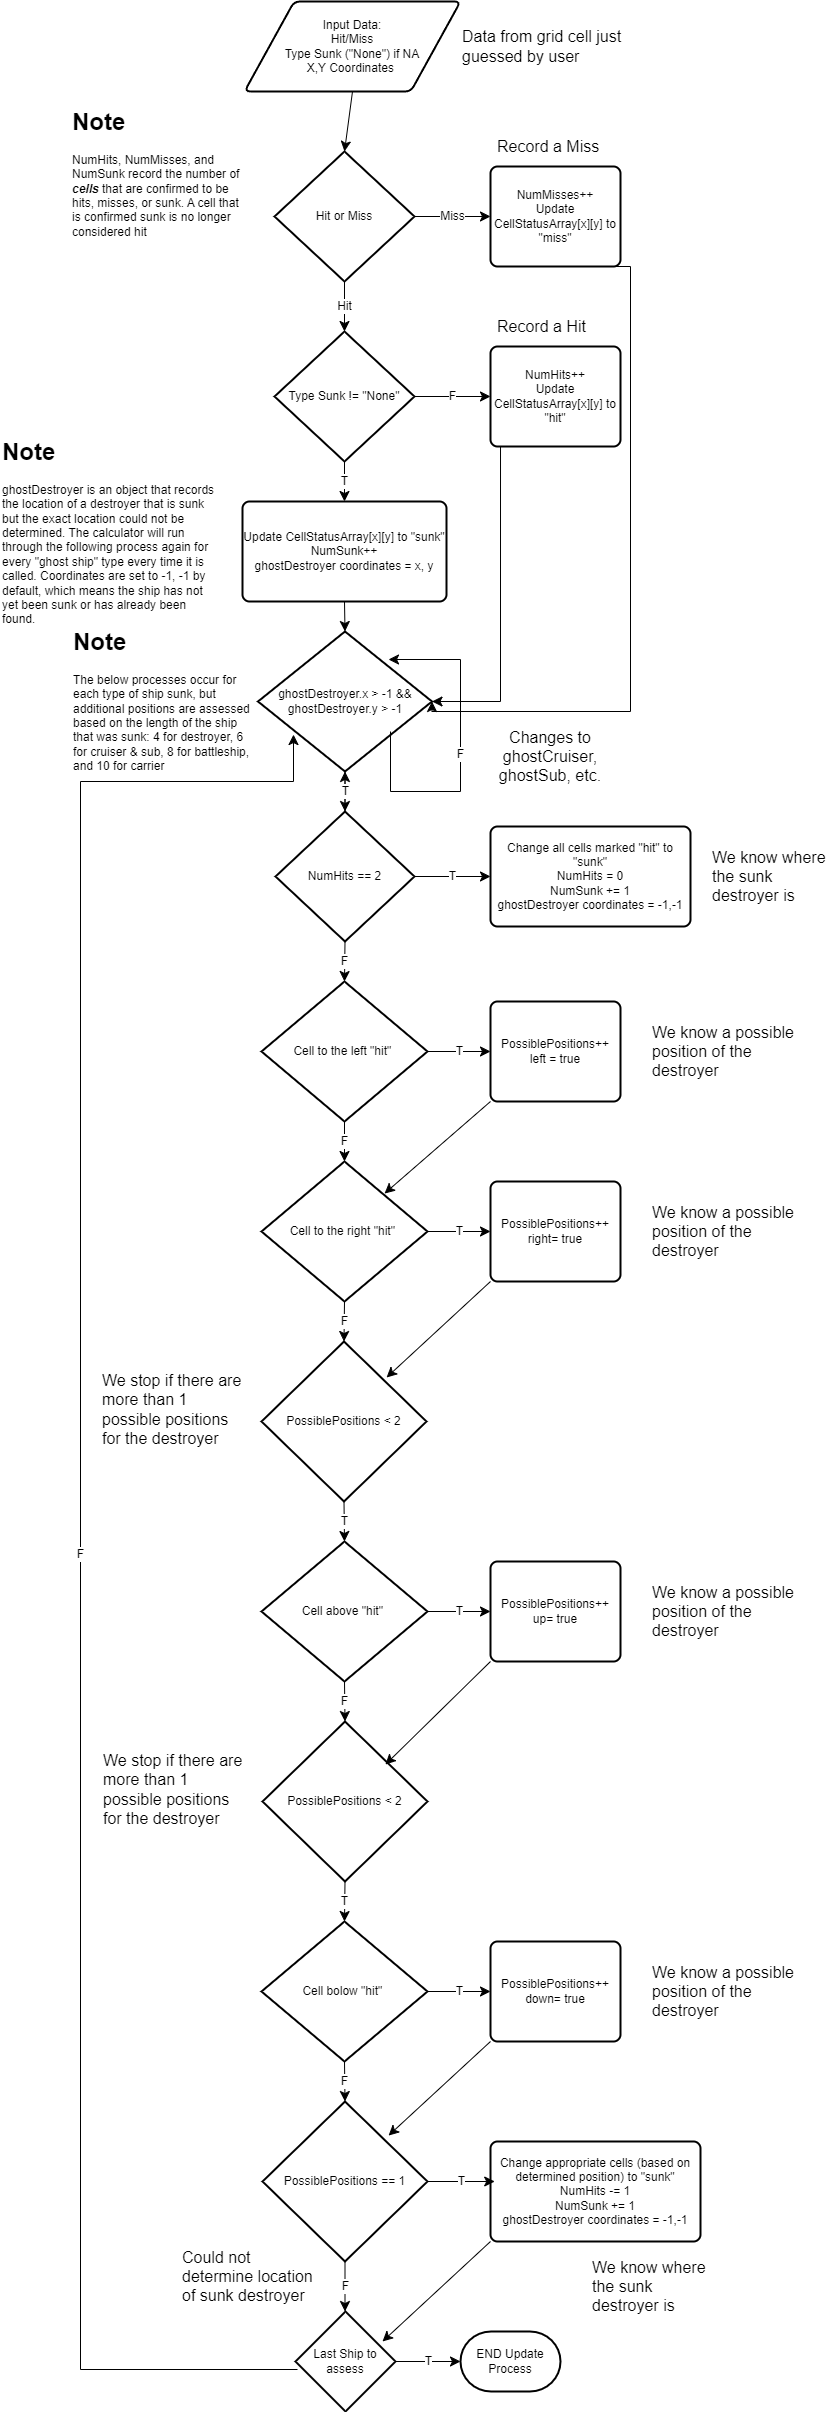 Input Data:
Hit/Miss
Type Sunk ("None") if NA
X,Y Coordinates
Data from grid cell just
guessed by user
Note
NumHits, NumMisses, and
NumSunk record the number of
cells that are confirmed to be
hits, misses, or sunk. A cell that
is confirmed sunk is no longer
considered hit
Record a Miss
Hit or Miss
Miss
NumMisses++
Update
CellStatusArray[x][y] to
"miss"
Hit
Record a Hit
Type Sunk != "None"
F
NumHits++
Update
CellStatusArray[x][y] to
"hit"
T
Note
ghostDestroyer is an object that records
the location of a destroyer that is sunk
but the exact location could not be
determined. The calculator will run
through the following process again for
every "ghost ship" type every time it is
called. Coordinates are set to -1, -1 by
default, which means the ship has not
yet been sunk or has already been
found.
Update CellStatusArray[x][y] to "sunk"
NumSunk++
ghostDestroyer coordinates = x, y
Note
The below processes occur for
each type of ship sunk, but
additional positions are assessed
based on the length of the ship
that was sunk: 4 for destroyer, 6
for cruiser & sub, 8 for battleship,
and 10 for carrier
ghostDestroyer.x > -1 &&
ghostDestroyer.y > -1
F
Changes to
ghostCruiser,
ghostSub, etc.
T
NumHits == 2
T
Change all cells marked "hit" to
"sunk"
NumHits = 0
NumSunk += 1
ghostDestroyer coordinates = -1,-1
We know where
the sunk
destroyer is
F
Cell to the left "hit"
T
PossiblePositions++
left = true
We know a possible
position of the
destroyer
F
Cell to the right "hit"
T
PossiblePositions++
right= true
We know a possible
position of the
destroyer
F
We stop if there are
more than 1
possible positions
for the destroyer
PossiblePositions < 2
T
F
Cell above "hit"
T
PossiblePositions++
up= true
We know a possible
position of the
destroyer
F
We stop if there are
more than 1
possible positions
for the destroyer
PossiblePositions < 2
T
Cell bolow "hit"
T
PossiblePositions++
down= true
We know a possible
position of the
destroyer
F
PossiblePositions == 1
T
Change appropriate cells (based on
determined position) to "sunk"
NumHits -= 1
NumSunk += 1
ghostDestroyer coordinates = -1,-1
Could not
determine location
of sunk destroyer
F
We know where
the sunk
destroyer is
Last Ship to
assess
T
END Update
Process